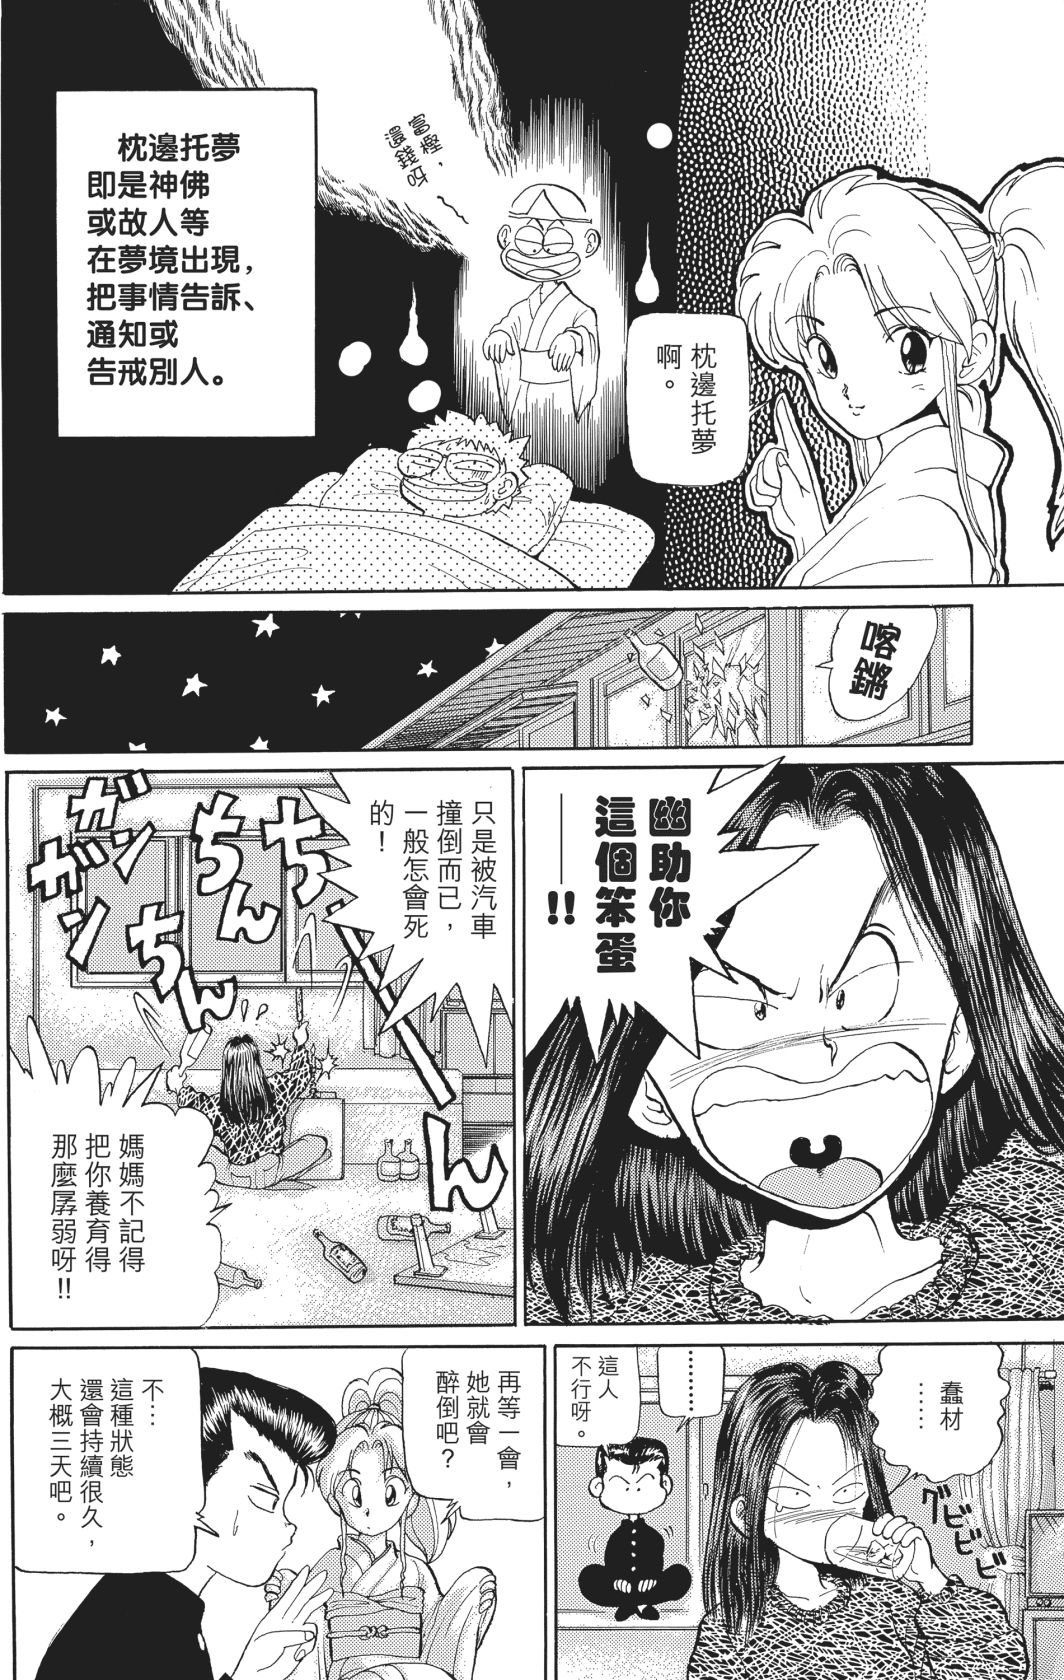 枕邊托夢
啊。
富樫，
還錢呀
枕邊托夢
即是神佛
或故人等
在夢境出現，
把事情告訴、
通知或
告戒別人。
喀鏘
幽助你
這個笨蛋
——!!
只是被汽車
撞倒而已，
一般怎會死
的！
ちんちーん
ちんちん
ガンガン
媽媽不記得
把你養育得
那麼孱弱呀!!
蠢材
……
グビビビ
……
這人
不行呀。
再等一會，
她就會
醉倒吧？
不…
這種狀態
還會持續很久，
大概三天吧。